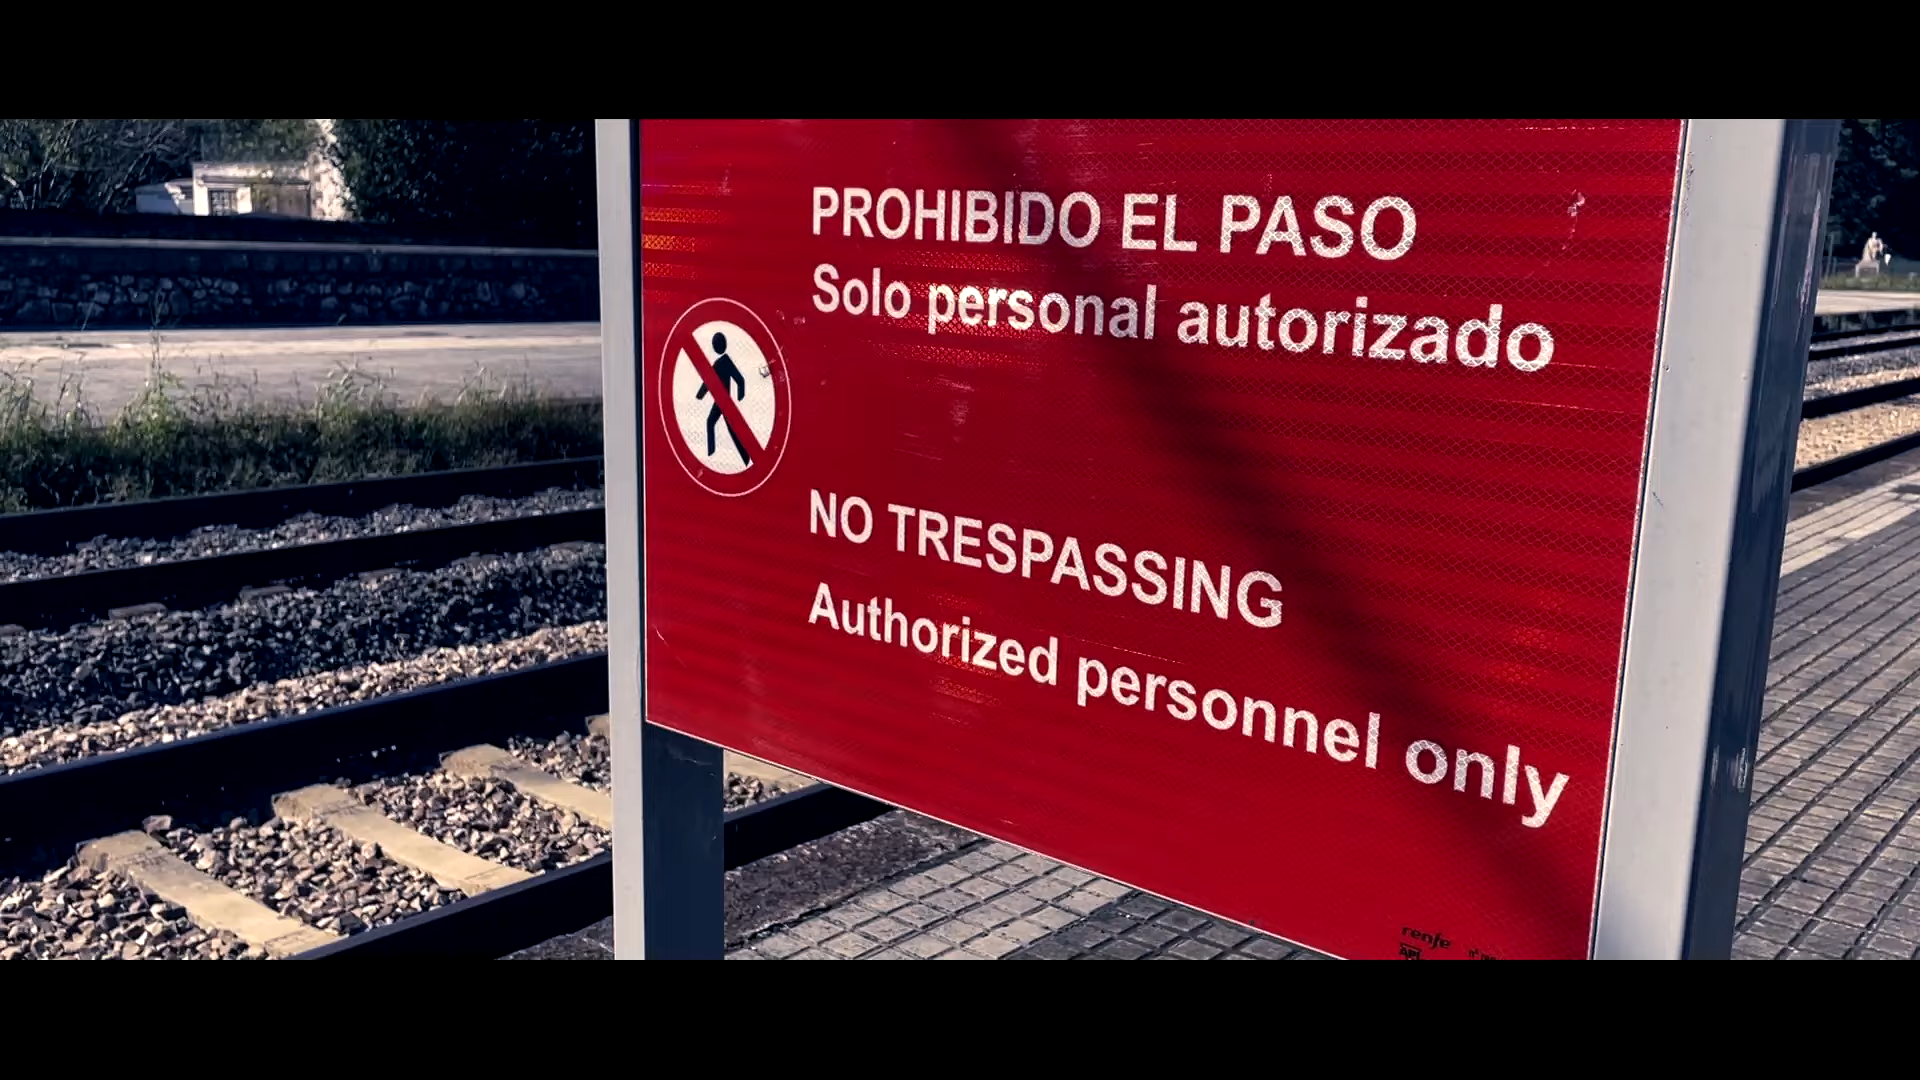 PROHIBIDO EL PASO
Solo personal autorizado
NO TRESPASSING
Authorized personnel only
renfe